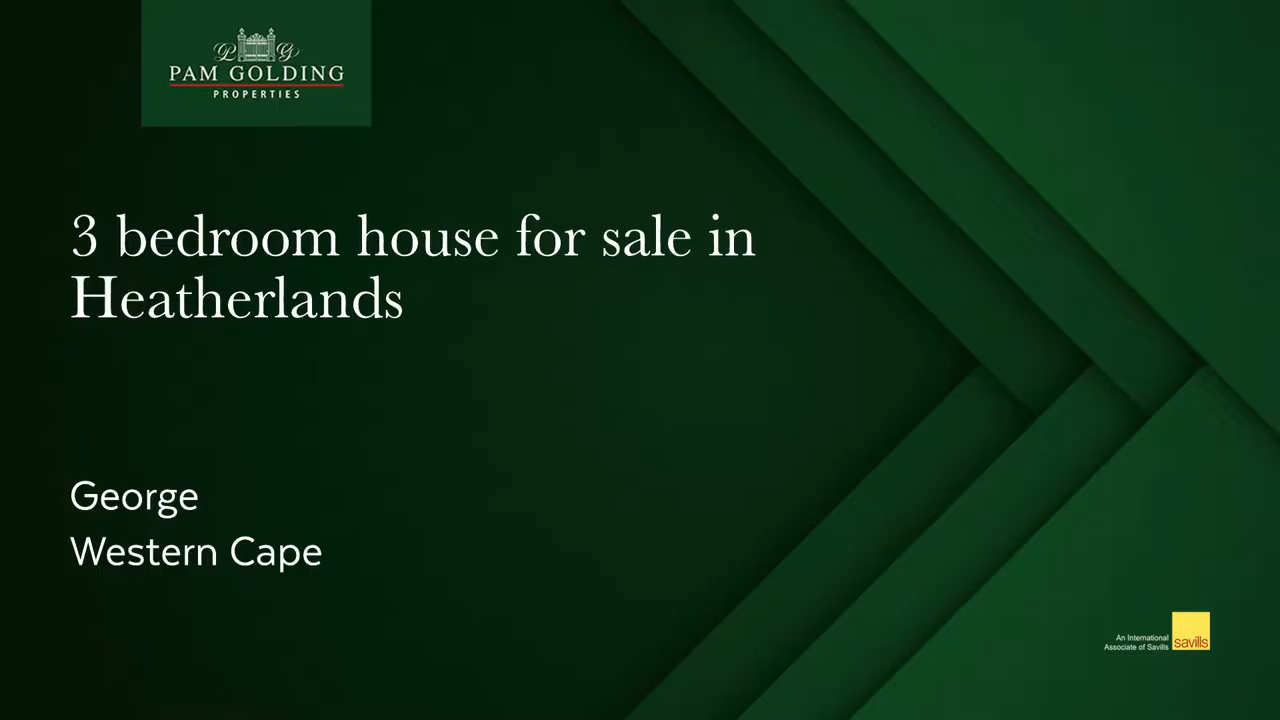 P G
PAM GOLDING
PROPERTIES
3 bedroom house for sale in
Heatherlands
George
Western Cape
An International
Associate of Savills
savills